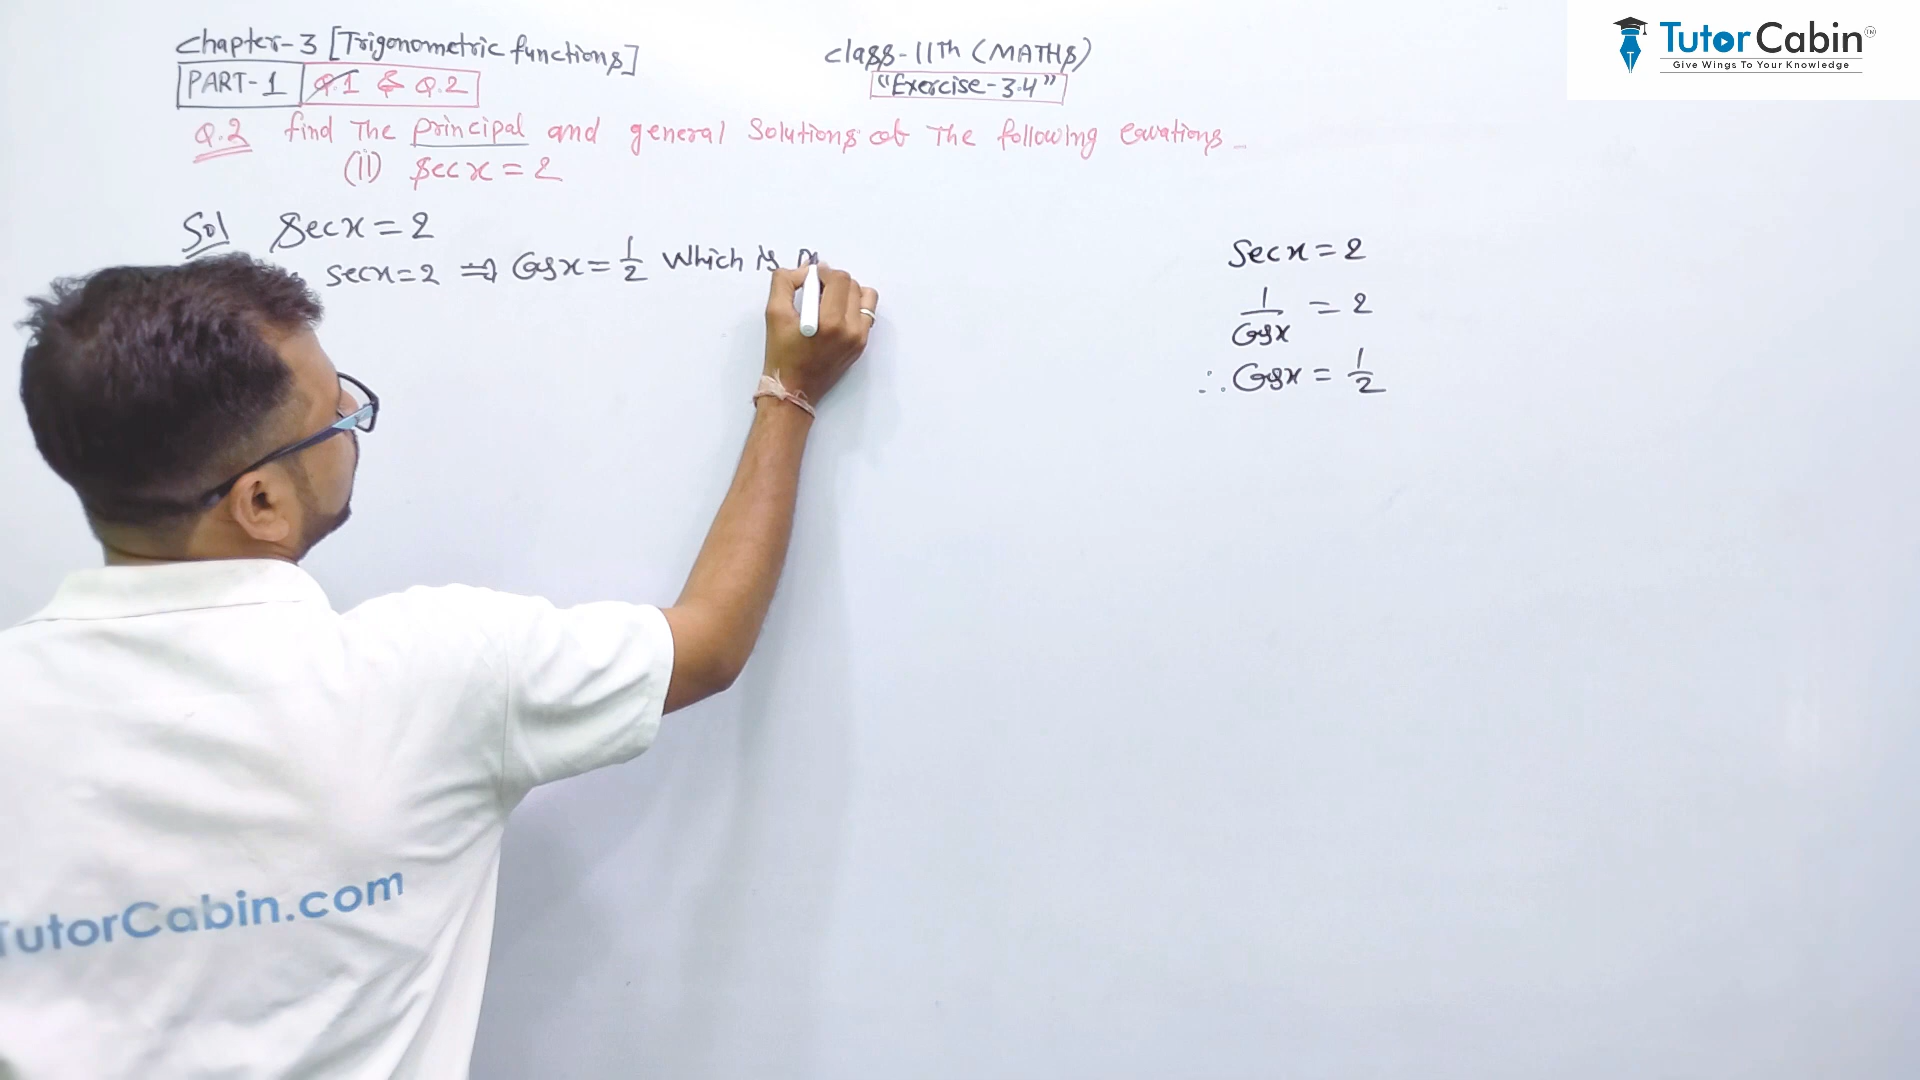 Chapter-3 [Trigonometric functions]
Class-11th (MATHS)
PART-1 Q.1 & Q.2
"Exercise-3.4"
Q.2 find The principal and general Solutions of The following equations
(ii) Sec x = 2
Sol Sec x = 2
sec x = 2 ⇒ Cos x = 1/2 which is
Sec x = 2
1/Cos x = 2
∴ Cos x = 1/2
Tutor Cabin TM
Give Wings To Your Knowledge
TutorCabin.com